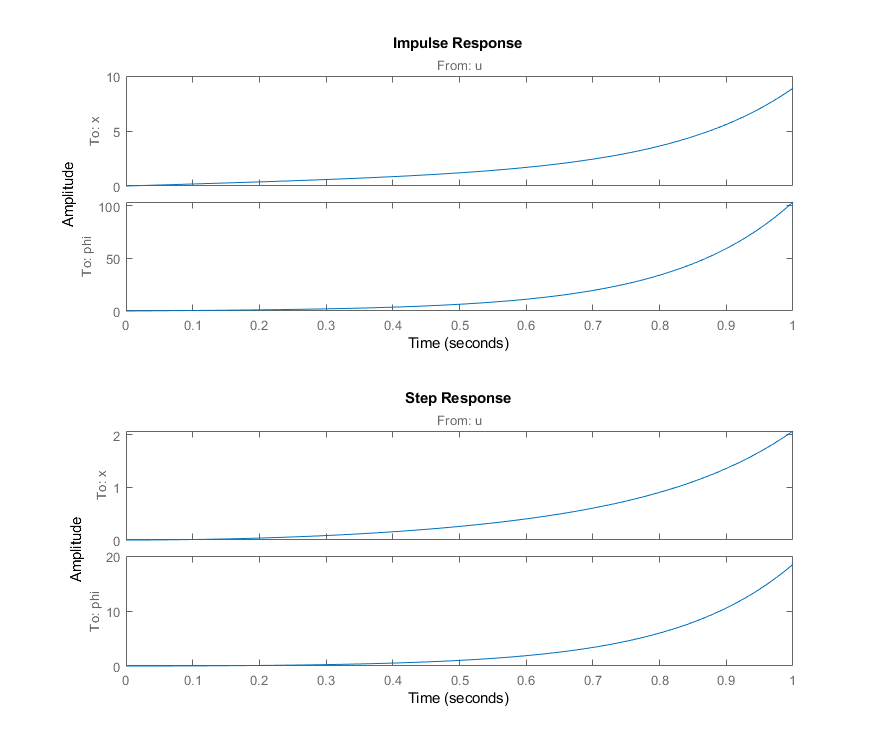 Impulse Response
From: u
Amplitude
To: x
10
5
0
To: phi
100
50
0
0 0.1 0.2 0.3 0.4 0.5 0.6 0.7 0.8 0.9 1
Time (seconds)
Step Response
From: u
Amplitude
To: x
2
1
0
To: phi
20
10
0
0 0.1 0.2 0.3 0.4 0.5 0.6 0.7 0.8 0.9 1
Time (seconds)